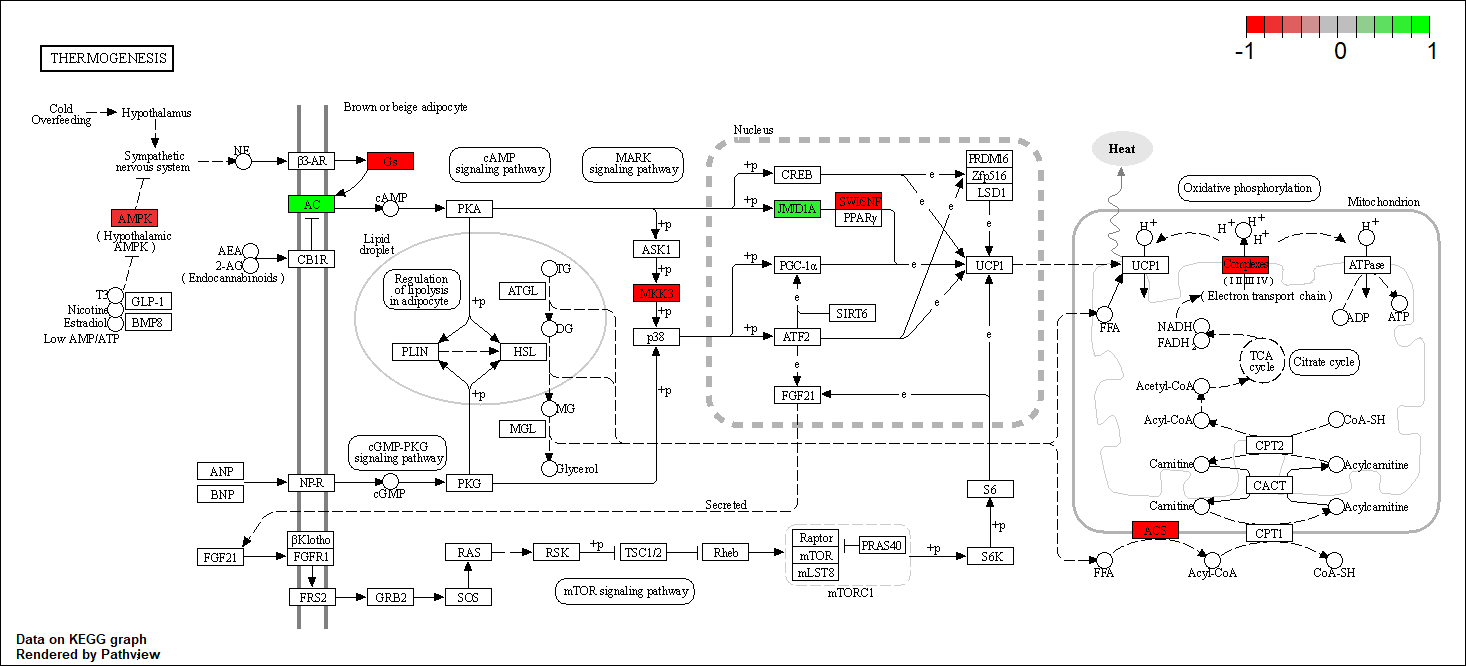 -1 0 1
THERMOGENESIS
Cold
Overfeeding
Hypothalamus
Sympathetic
nervous system
NE
AMPK
( Hypothalamic
AMPK )
T3
Nicotine
Estradiol
Low AMP/ATP
GLP-1
BMP8
AEA
2-AG
( Endocannabinoids )
Brown or beige adipocyte
β3-AR
Gs
AC
cAMP
PKA
CB1R
cAMP
signaling pathway
MARK
signaling pathway
Lipid
droplet
Regulation
of lipolysis
in adipocyte
+p
PLIN
HSL
+p
TG
ATGL
DG
MG
MGL
Glycerol
cGMP-PKG
signaling pathway
ANP
BNP
NP-R
cGMP
PKG
+p
ASK1
+p
MKK3
+p
p38
+p
Nucleus
+p
CREB
+p
JMJD1A
PPARγ
+p
PGC-1α
SIRT6
+p
ATF2
e
FGF21
e
e
e
e
e
e
PRDM16
Zfp516
LSD1
e
UCP1
e
Secreted
FGF21
βKlotho
FGFR1
FRS2
GRB2
SOS
RAS
RSK
+p
TSC1/2
Rheb
mTOR signaling pathway
Raptor
mTOR
mLST8
PRAS40
mTORC1
+p
S6K
+p
S6
Heat
Oxidative phosphorylation
Mitochondrion
H+
UCP1
H+
H+
H+
Complexes
( I II III IV )
( Electron transport chain )
H+
ATPase
ADP
ATP
FFA
NADH
FADH2
TCA
cycle
Citrate cycle
Acetyl-CoA
Acyl-CoA
CoA-SH
CPT2
Carnitine
Acylcarnitine
CACT
Carnitine
Acylcarnitine
ACS
CPT1
FFA
Acyl-CoA
CoA-SH
Data on KEGG graph
Rendered by Pathview